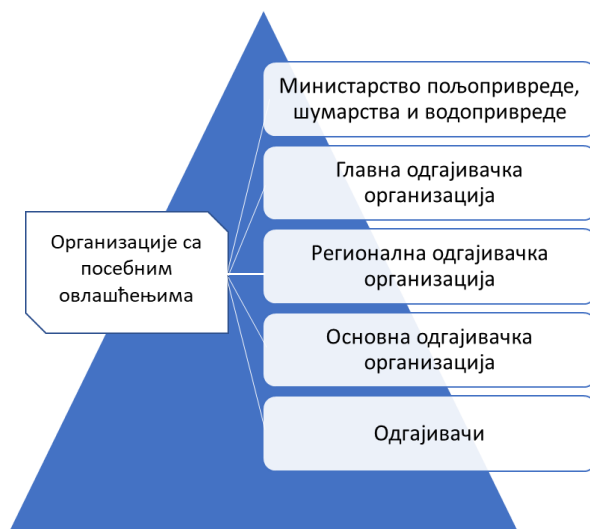 Министарство пољопривреде,
шумарства и водопривреде
Главна одгајивачка
организација
Организације са
посебним
овлашћењима
Регионална одгајивачка
организација
Основна одгајивачка
организација
Одгајивачи